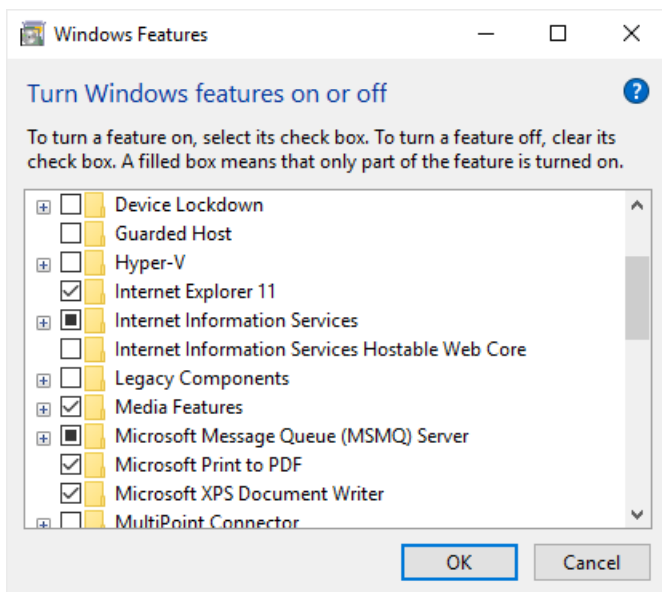 Windows Features
Turn Windows features on or off
To turn a feature on, select its check box. To turn a feature off, clear its
check box. A filled box means that only part of the feature is turned on.
Device Lockdown
Guarded Host
Hyper-V
Internet Explorer 11
Internet Information Services
Internet Information Services Hostable Web Core
Legacy Components
Media Features
Microsoft Message Queue (MSMQ) Server
Microsoft Print to PDF
Microsoft XPS Document Writer
MultiPoint Connector
OK Cancel